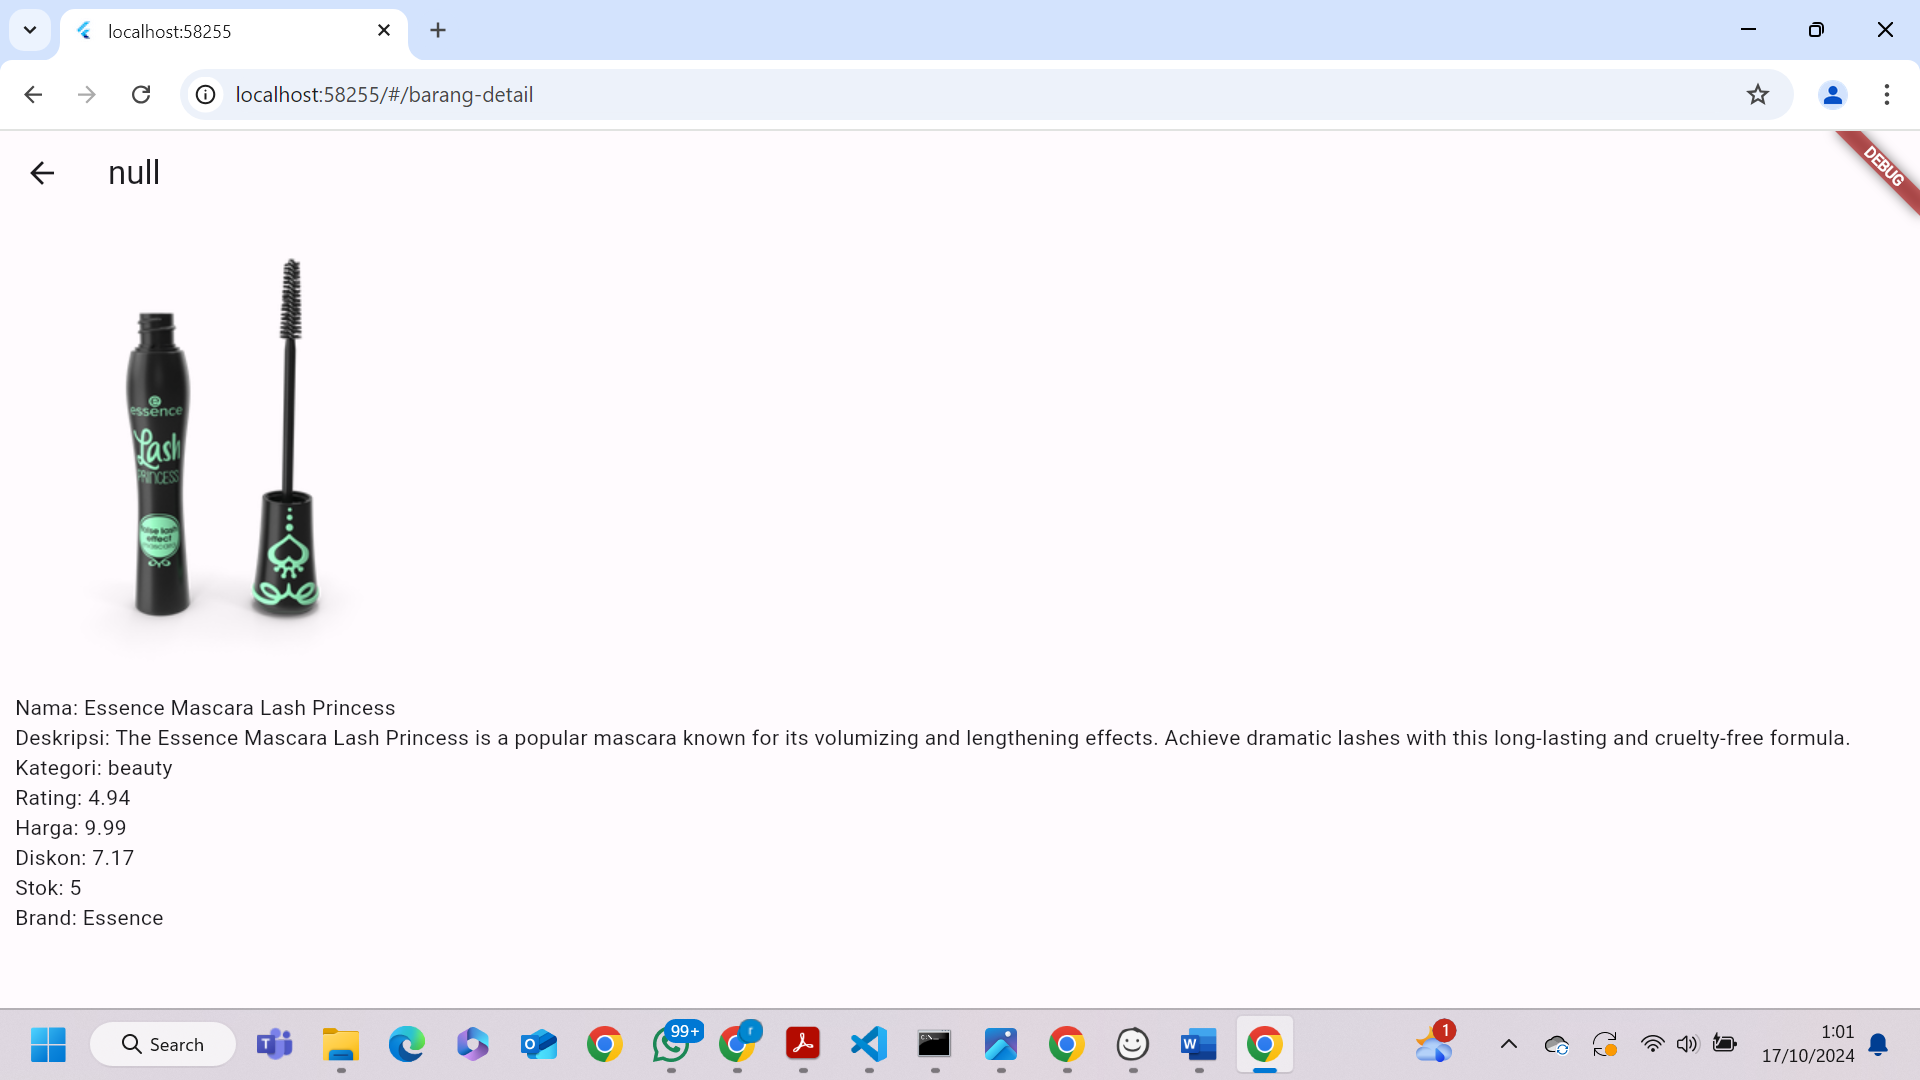 localhost:58255
localhost:58255/#/barang-detail
null
DEBUG
essence
Lash
PRINCESS
false lash
effect
mascara
Nama: Essence Mascara Lash Princess
Deskripsi: The Essence Mascara Lash Princess is a popular mascara known for its volumizing and lengthening effects. Achieve dramatic lashes with this long-lasting and cruelty-free formula.
Kategori: beauty
Rating: 4.94
Harga: 9.99
Diskon: 7.17
Stok: 5
Brand: Essence
Search
99+
r
1
1:01
17/10/2024